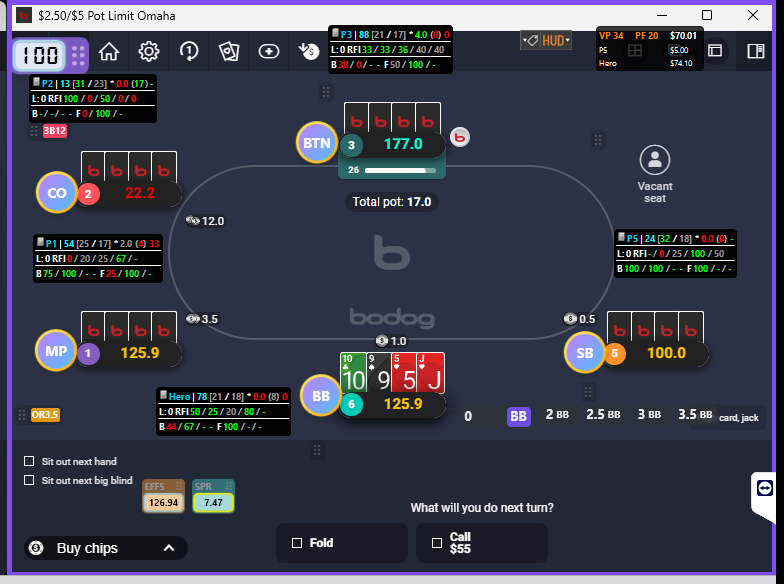 $2.50/$5 Pot Limit Omaha
100
HUD
VP 34 PF 20 $70.01
PS $5.00
Hero $74.10
P3 | 88 [21 / 17] * 4.0 (0) 0
L: 0 RFI 33 / 33 / 36 / 40 / 40
B 38 / 0 / - - F 50 / 100 / -
P2 | 13 [31 / 23] * 0.0 (17) -
L: 0 RFI 100 / 0 / 50 / 0 / 0
B - / - / - - F 0 / 100 / -
3B12
BTN
3
177.0
26
Total pot: 17.0
Vacant
seat
CO
2
22.2
12.0
P1 | 54 [25 / 17] * 2.0 (4) 33
L: 0 RFI 0 / 20 / 25 / 67 / -
B 75 / 100 / - - F 25 / 100 / -
P5 | 24 [32 / 18] * 0.0 (0) -
L: 0 RFI - / 0 / 25 / 100 / 50
B 100 / 100 / - - F 100 / - / -
b
bodog
3.5
0.5
MP
1
125.9
1.0
10 9 5 J
10 9 5 J
SB
5
100.0
BB
6
125.9
Hero | 78 [21 / 18] * 0.0 (8) 0
L: 0 RFI 50 / 25 / 20 / 80 / -
B 44 / 67 / - - F 100 / - / -
OR3.5
0 BB 2 BB 2.5 BB 3 BB 3.5 BB card, jack
Sit out next hand
Sit out next big blind
EFFS SPR
126.94 7.47
What will you do next turn?
Buy chips
Fold
Call
$55